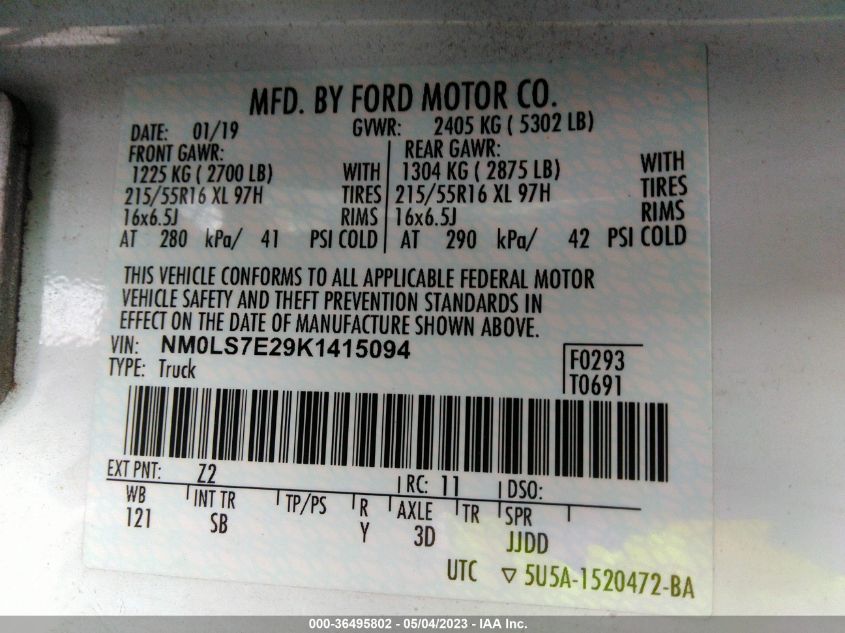 MFD. BY FORD MOTOR CO.
DATE: 01/19 GVWR: 2405 KG ( 5302 LB)
FRONT GAWR: REAR GAWR:
1225 KG ( 2700 LB) WITH 1304 KG ( 2875 LB) WITH
215/55R16 XL 97H TIRES 215/55R16 XL 97H TIRES
16x6.5J RIMS 16x6.5J RIMS
AT 280 kPa/ 41 PSI COLD AT 290 kPa/ 42 PSI COLD
THIS VEHICLE CONFORMS TO ALL APPLICABLE FEDERAL MOTOR
VEHICLE SAFETY AND THEFT PREVENTION STANDARDS IN
EFFECT ON THE DATE OF MANUFACTURE SHOWN ABOVE.
VIN: NM0LS7E29K1415094 F0293
TYPE: Truck T0691
EXT PNT: Z2 RC: 11 DSO:
WB INT TR TP/PS R AXLE TR SPR
121 SB Y 3D JJDD
UTC ▽ 5U5A-1520472-BA
000-36495802 - 05/04/2023 - IAA Inc.